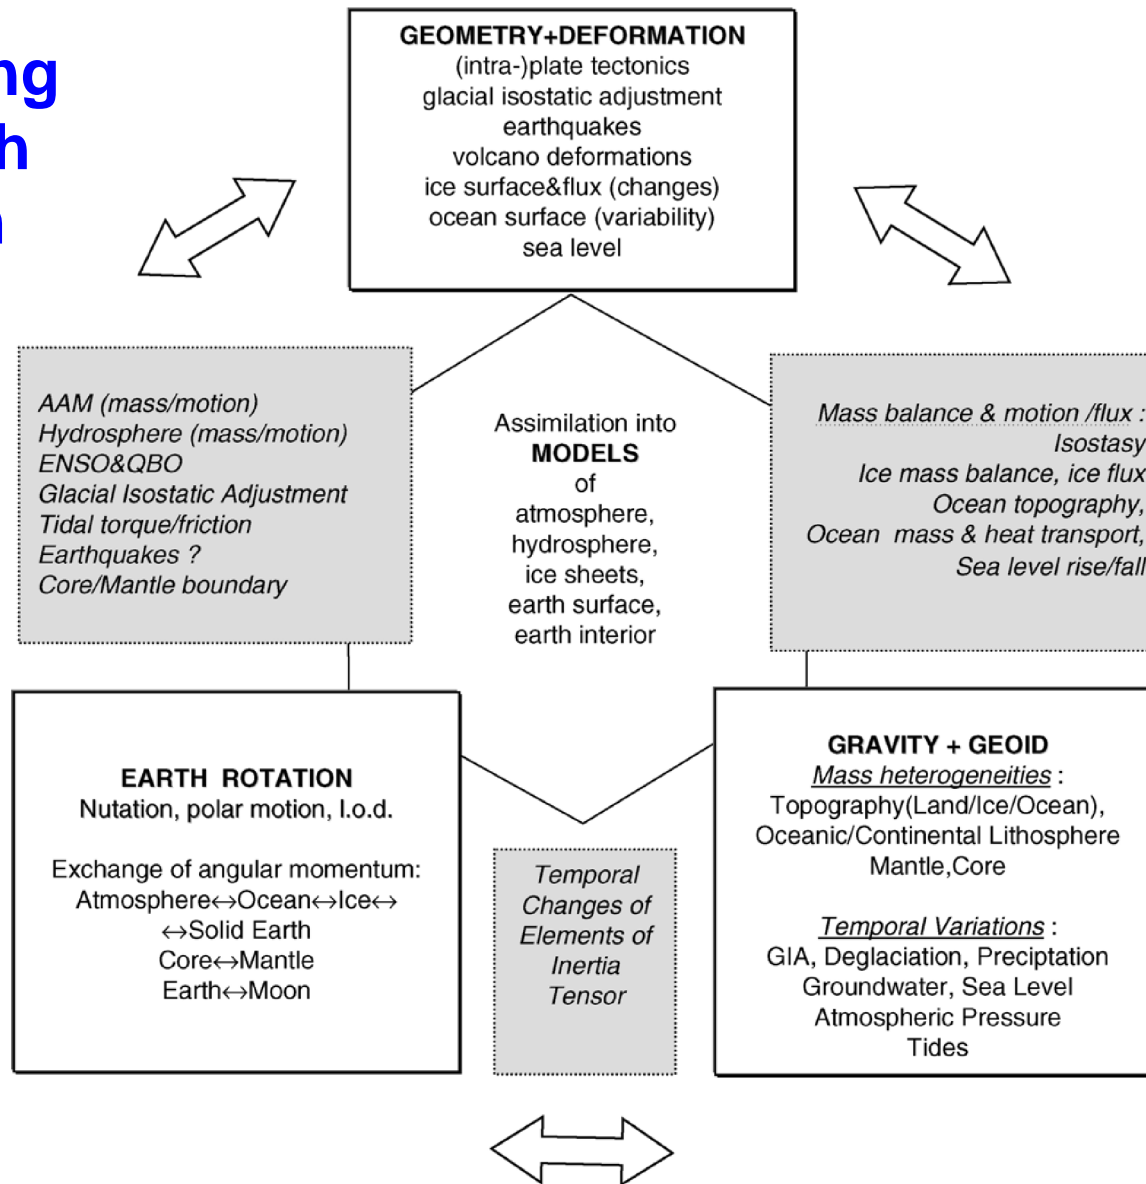 ng
h
GEOMETRY+DEFORMATION
(intra-)plate tectonics
glacial isostatic adjustment
earthquakes
volcano deformations
ice surface&flux (changes)
ocean surface (variability)
sea level
AAM (mass/motion)
Hydrosphere (mass/motion)
ENSO&QBO
Glacial Isostatic Adjustment
Tidal torque/friction
Earthquakes ?
Core/Mantle boundary
Assimilation into
MODELS
of
atmosphere,
hydrosphere,
ice sheets,
earth surface,
earth interior
Mass balance & motion /flux :
Isostasy
Ice mass balance, ice flux
Ocean topography,
Ocean mass & heat transport,
Sea level rise/fall
EARTH ROTATION
Nutation, polar motion, l.o.d.
Exchange of angular momentum:
Atmosphere↔Ocean↔Ice↔
↔Solid Earth
Core↔Mantle
Earth↔Moon
Temporal
Changes of
Elements of
Inertia
Tensor
GRAVITY + GEOID
Mass heterogeneities :
Topography(Land/Ice/Ocean),
Oceanic/Continental Lithosphere
Mantle,Core
Temporal Variations :
GIA, Deglaciation, Preciptation
Groundwater, Sea Level
Atmospheric Pressure
Tides